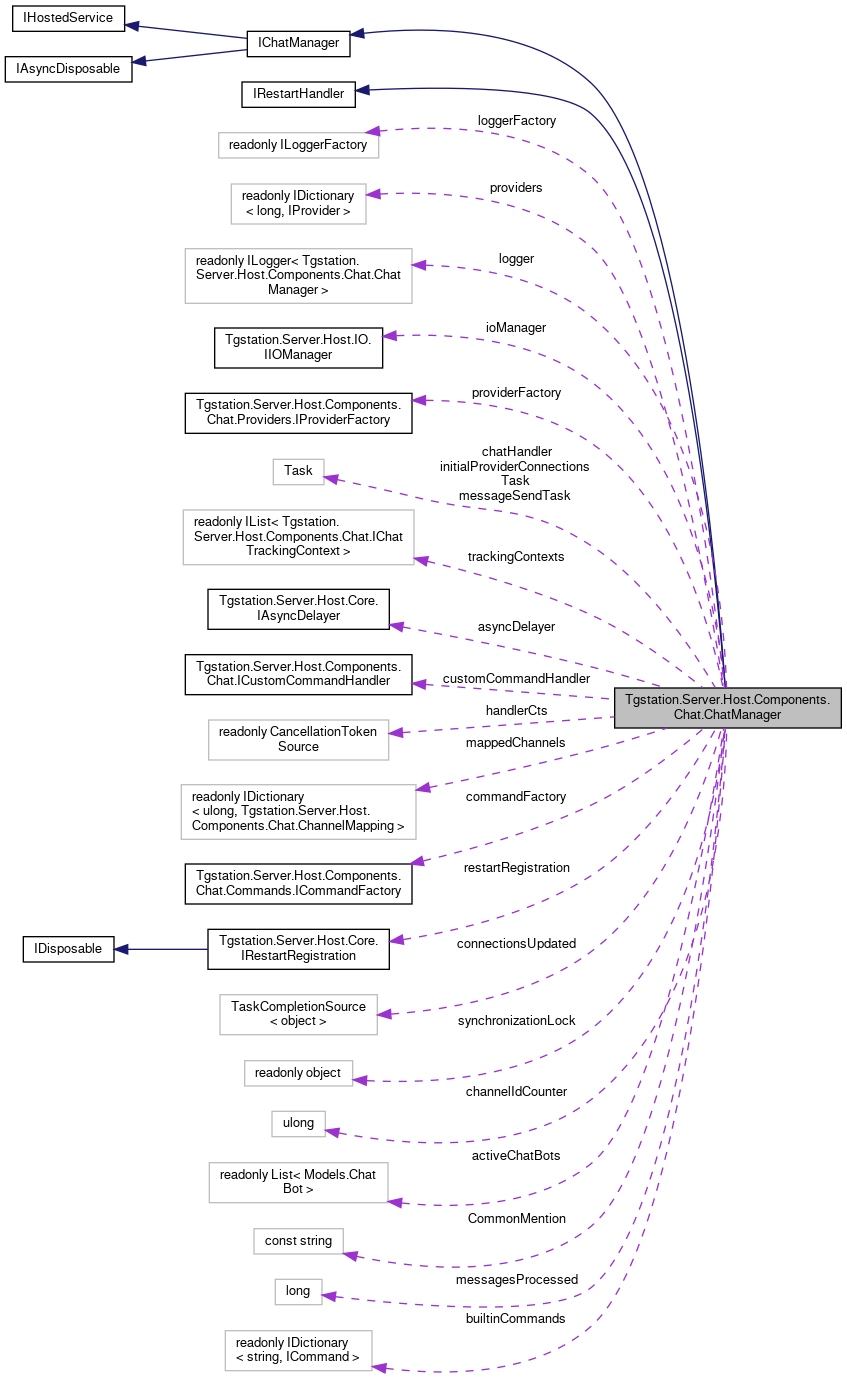 IHostedService
IChatManager
IAsyncDisposable
IRestartHandler
loggerFactory
readonly ILoggerFactory
providers
readonly IDictionary
< long, IProvider >
logger
readonly ILogger< Tgstation.
Server.Host.Components.Chat.Chat
Manager >
ioManager
Tgstation.Server.Host.IO.
IIOManager
providerFactory
Tgstation.Server.Host.Components.
Chat.Providers.IProviderFactory
chatHandler
initialProviderConnections
Task
messageSendTask
Task
readonly IList< Tgstation.
Server.Host.Components.Chat.IChat
TrackingContext >
trackingContexts
Tgstation.Server.Host.Core.
IAsyncDelayer
asyncDelayer
Tgstation.Server.Host.Components.
Chat.ICustomCommandHandler
customCommandHandler
Tgstation.Server.Host.Components.
Chat.ChatManager
handlerCts
readonly CancellationToken
Source
mappedChannels
readonly IDictionary
< ulong, Tgstation.Server.Host.
Components.Chat.ChannelMapping >
commandFactory
Tgstation.Server.Host.Components.
Chat.Commands.ICommandFactory
restartRegistration
IDisposable
Tgstation.Server.Host.Core.
IRestartRegistration
connectionsUpdated
TaskCompletionSource
< object >
synchronizationLock
readonly object
channelIdCounter
ulong
activeChatBots
readonly List< Models.Chat
Bot >
CommonMention
const string
messagesProcessed
long
builtinCommands
readonly IDictionary
< string, ICommand >